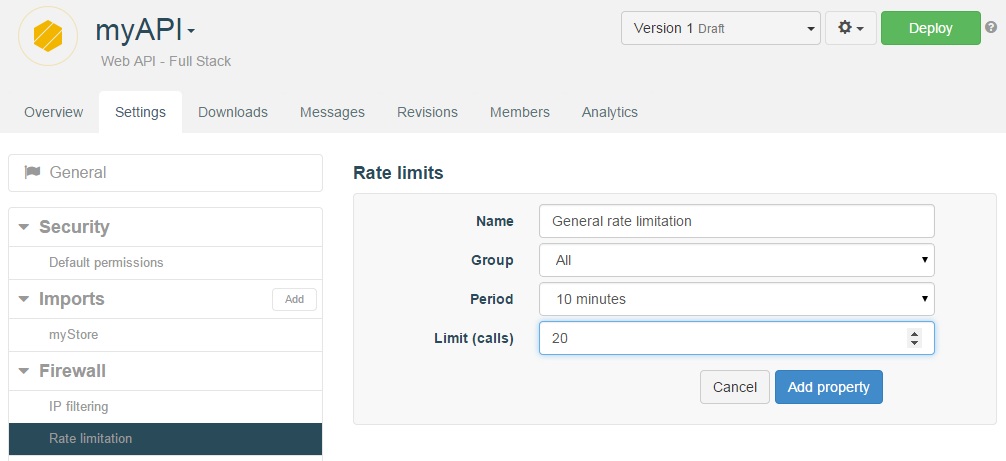 myAPI
Version 1 Draft
Deploy
?
Web API - Full Stack
Overview Settings Downloads Messages Revisions Members Analytics
General
Security
Default permissions
Imports Add
myStore
Firewall
IP filtering
Rate limitation
Rate limits
Name General rate limitation
Group All
Period 10 minutes
Limit (calls) 20
Cancel Add property